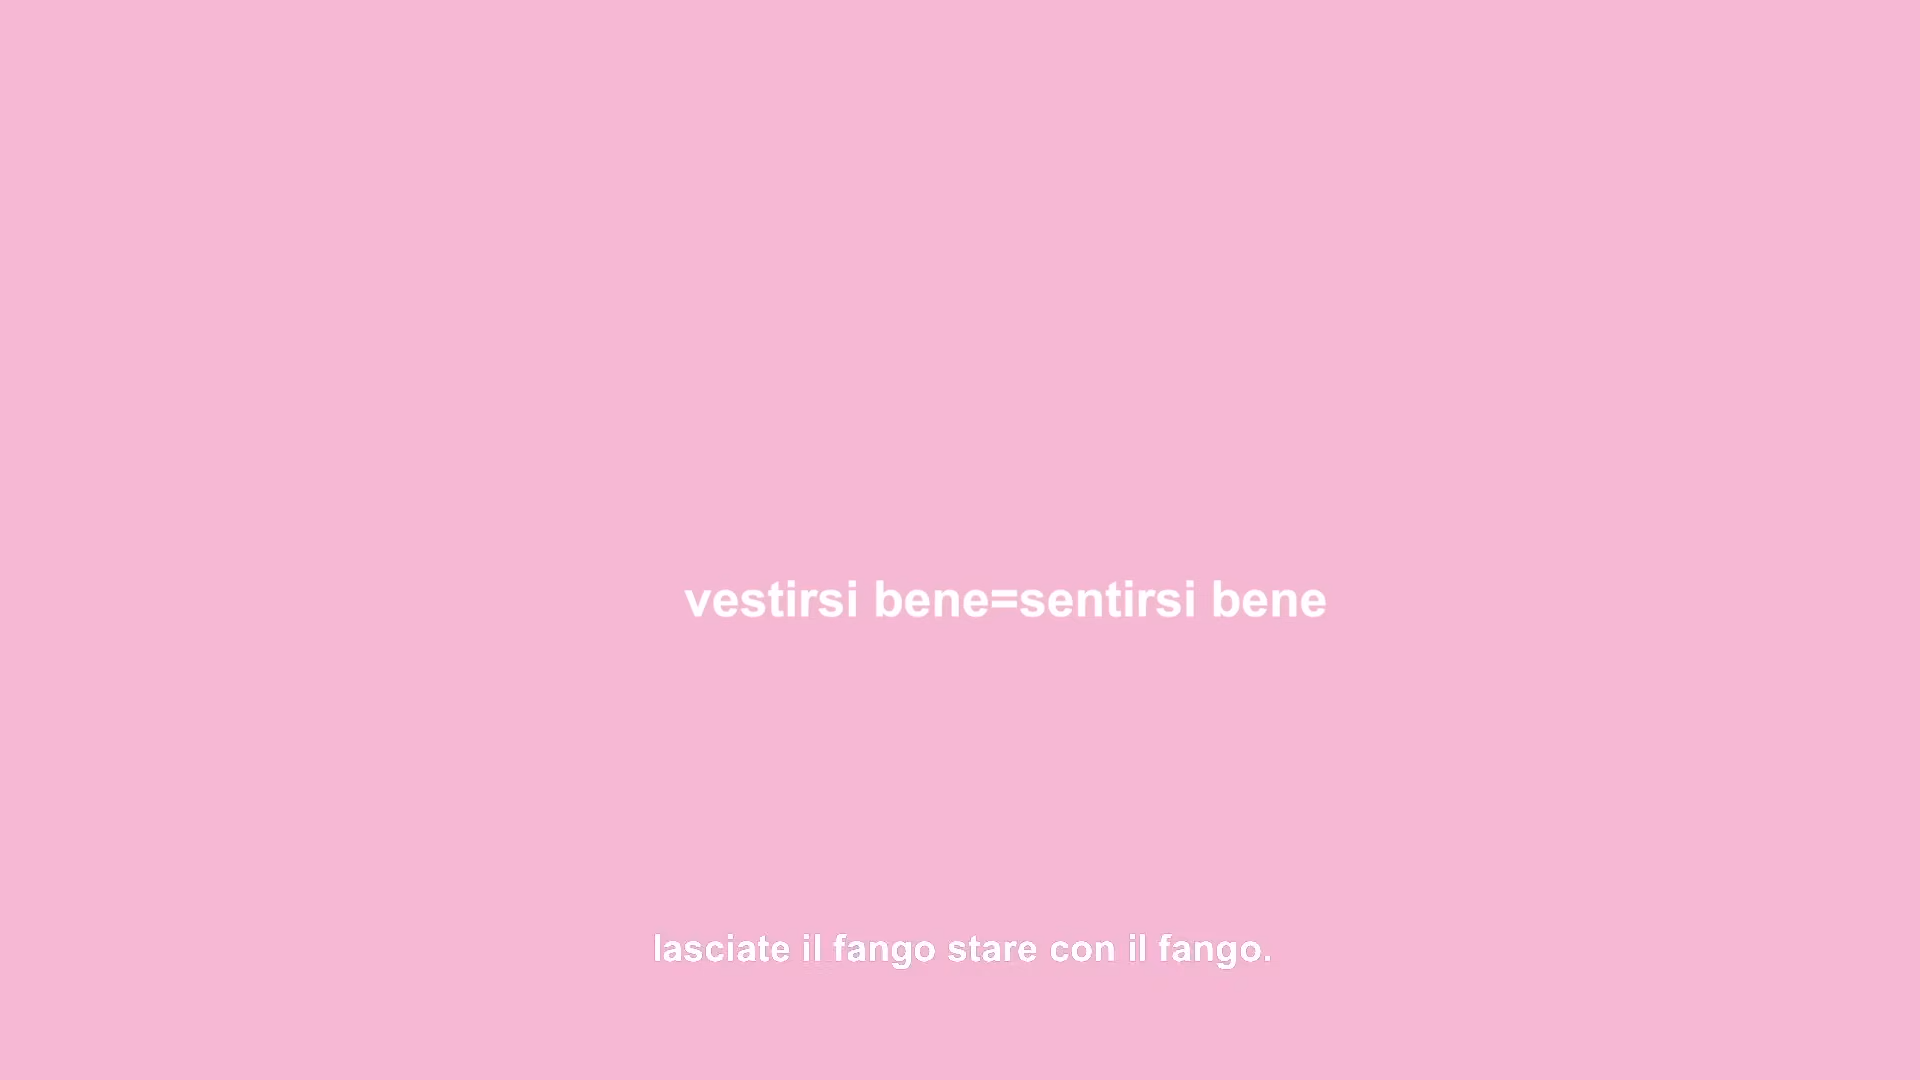 vestirsi bene=sentirsi bene
lasciate il fango stare con il fango.